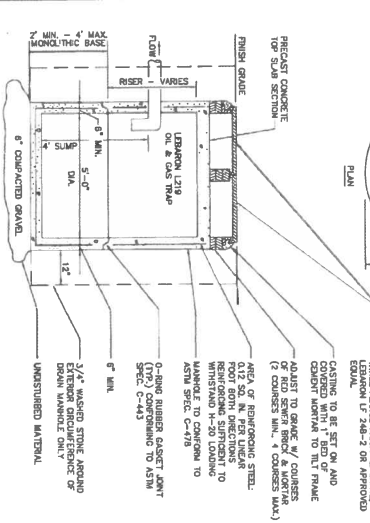 PLAN
LEBARON LF 248-2 OR APPROVED
EQUAL
CASTING TO BE SET ON AND
COVERED WITH 1" BED OF
CEMENT MORTAR TO TILT FRAME
ADJUST TO GRADE W/ COURSES
OF RED SEWER BRICK & MORTAR
(2 COURSES MIN., 4 COURSES MAX.)
AREA OF REINFORCING STEEL:
0.12 SQ. IN. PER LINEAR
FOOT BOTH DIRECTIONS
REINFORCING SUFFICIENT TO
WITHSTAND H-20 LOADING
MANHOLE TO CONFORM TO
ASTM SPEC. C-478
O-RING RUBBER GASKET JOINT
(TYP.) CONFORMING TO ASTM
SPEC. C-443
6" MIN.
3/4" WASHED STONE AROUND
EXTERIOR CIRCUMFERENCE OF
DRAIN MANHOLE ONLY
UNDISTURBED MATERIAL
PRECAST CONCRETE
TOP SLAB SECTION
FINISH GRADE
FLOW
RISER - VARIES
2' MIN. - 4' MAX.
MONOLITHIC BASE
LEBARON L219
OIL & GAS TRAP
6" MIN.
4' SUMP
5'-0"
DIA.
12"
6" COMPACTED GRAVEL